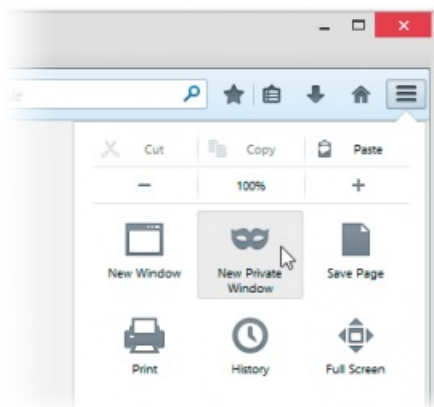 Cut Copy Paste
100%
New Window New Private Save Page
Window
Print History Full Screen